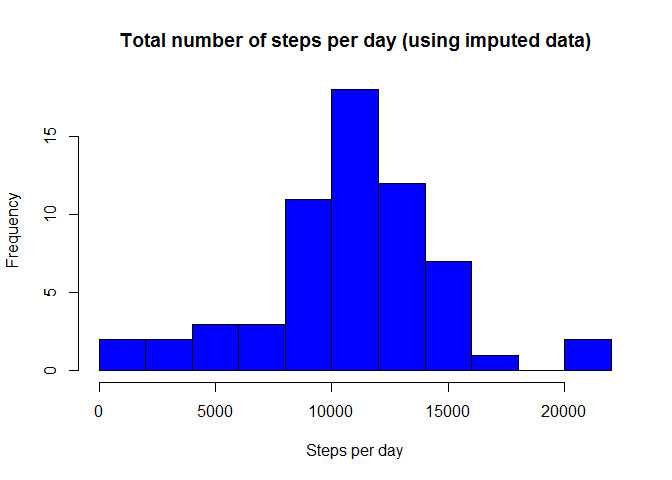 Total number of steps per day (using imputed data)
Frequency
15
10
5
0
0 5000 10000 15000 20000
Steps per day